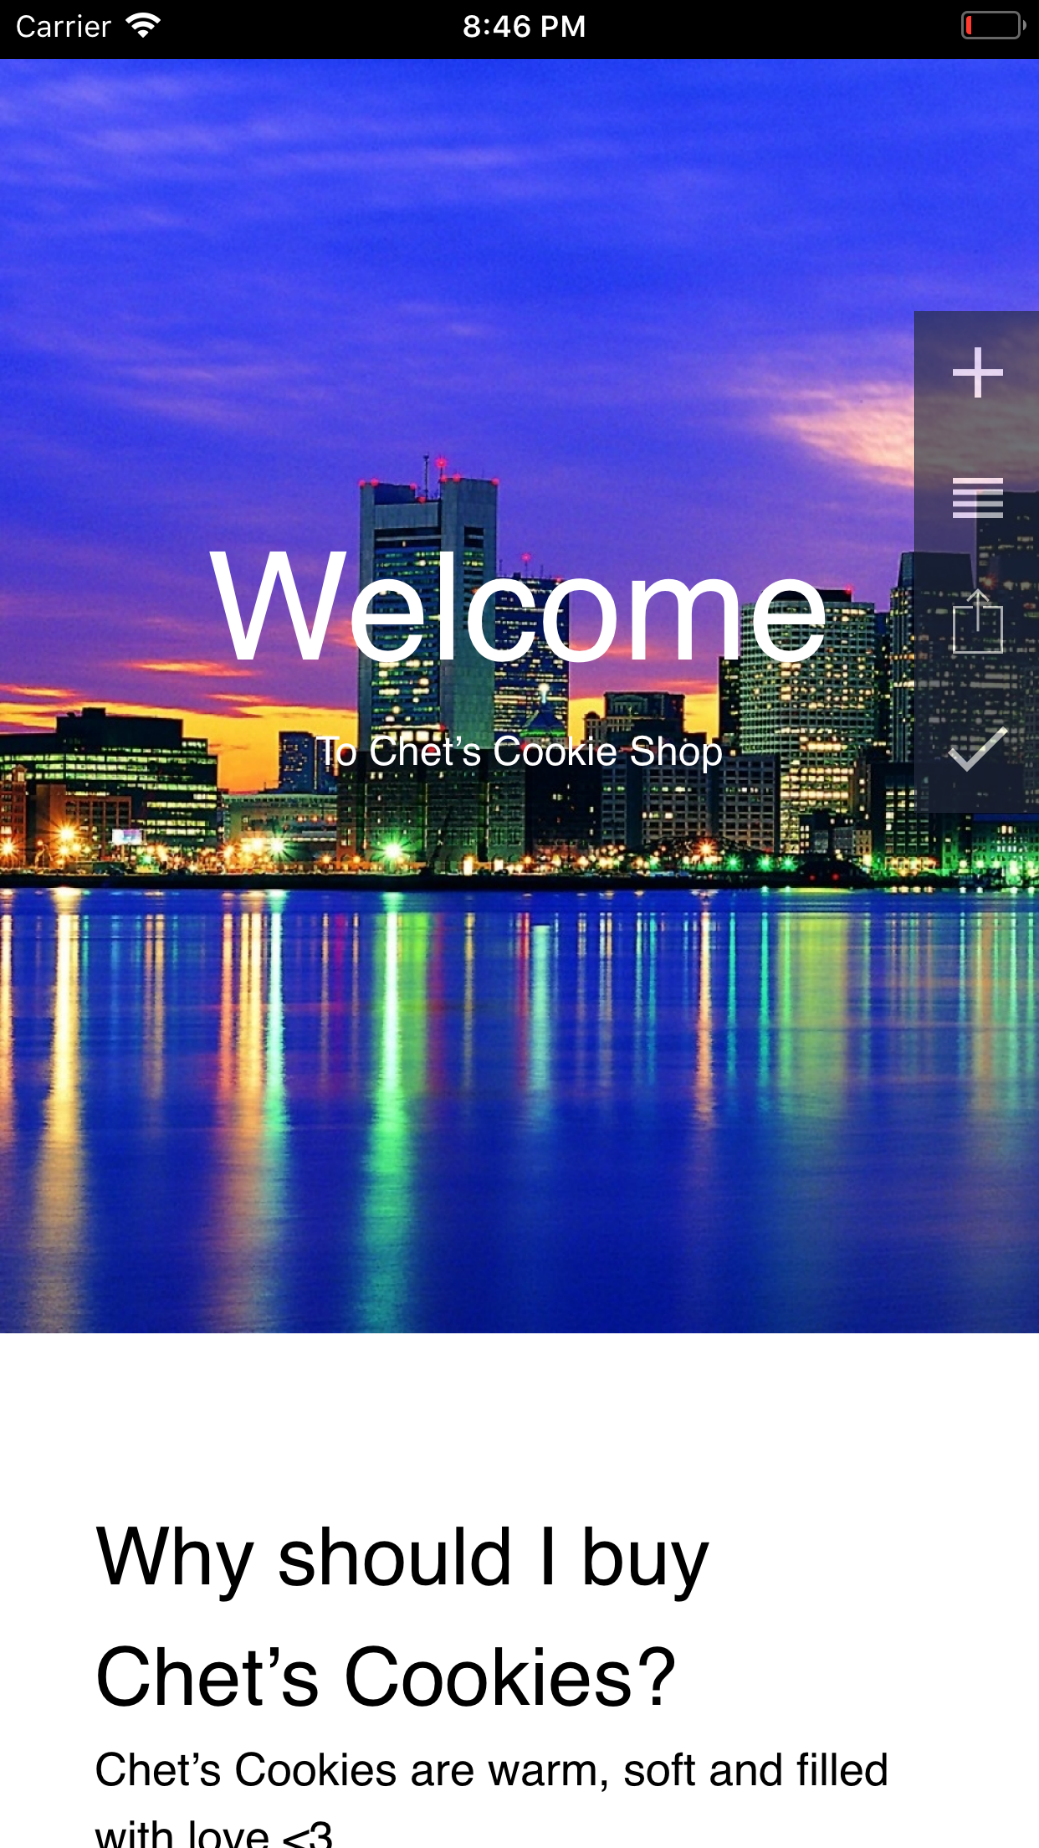 Carrier 8:46 PM
Welcome
To Chet’s Cookie Shop
Why should I buy
Chet’s Cookies?
Chet’s Cookies are warm, soft and filled
with love <3